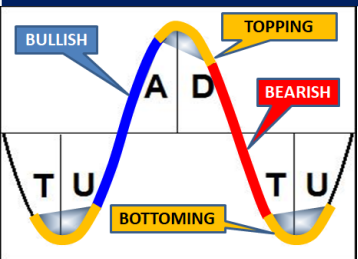 TOPPING
BULLISH
A D
BEARISH
T U
T U
BOTTOMING